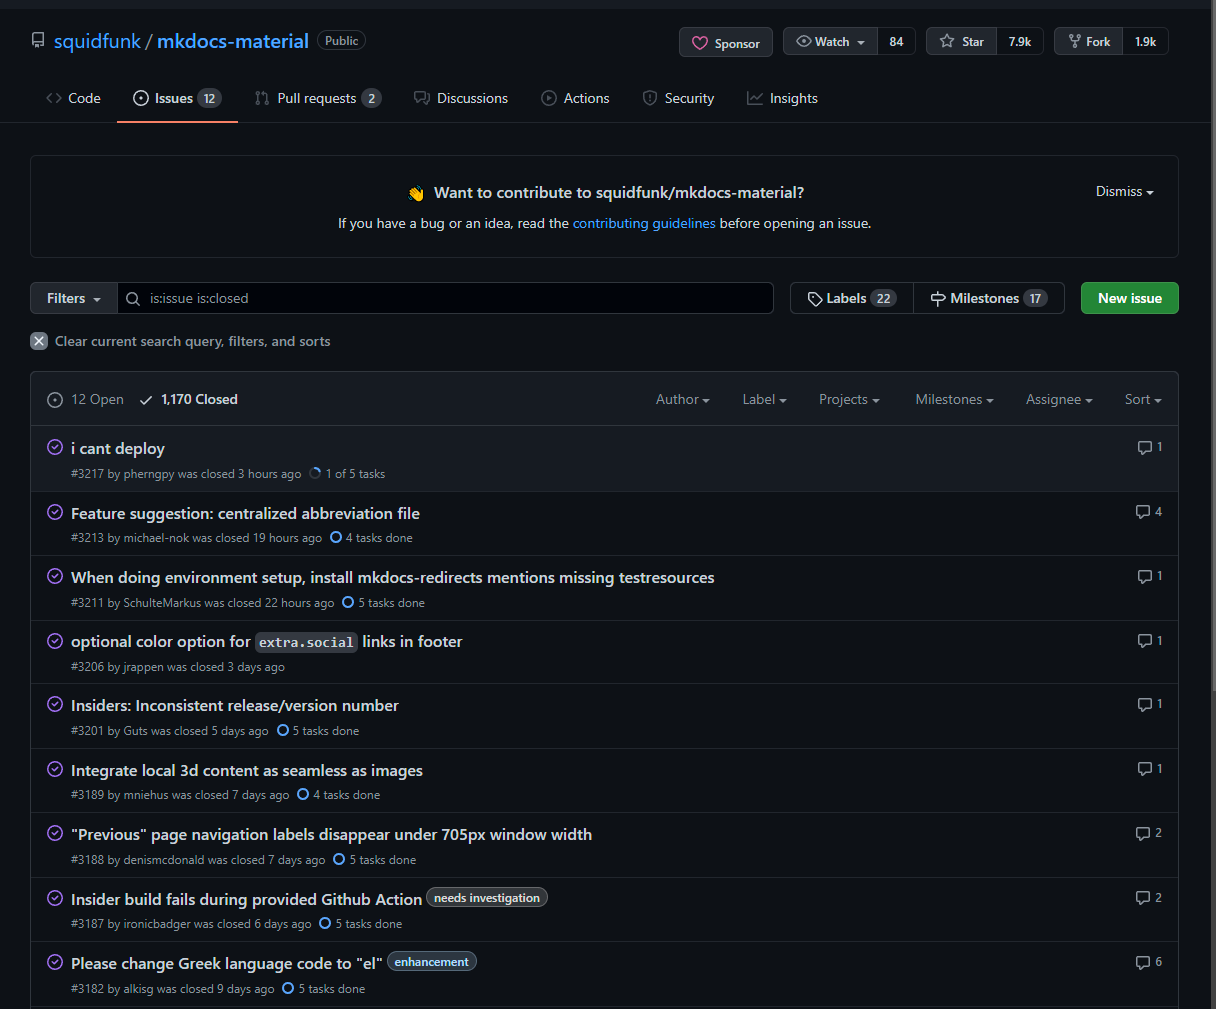 squidfunk / mkdocs-material Public Sponsor Watch 84 Star 7.9k Fork 1.9k
Code Issues 12 Pull requests 2 Discussions Actions Security Insights
Want to contribute to squidfunk/mkdocs-material? Dismiss
If you have a bug or an idea, read the contributing guidelines before opening an issue.
Filters is:issue is:closed Labels 22 Milestones 17 New issue
Clear current search query, filters, and sorts
12 Open 1,170 Closed Author Label Projects Milestones Assignee Sort
i cant deploy 1
#3217 by pherngpy was closed 3 hours ago 1 of 5 tasks
Feature suggestion: centralized abbreviation file 4
#3213 by michael-nok was closed 19 hours ago 4 tasks done
When doing environment setup, install mkdocs-redirects mentions missing testresources 1
#3211 by SchulteMarkus was closed 22 hours ago 5 tasks done
optional color option for extra.social links in footer 1
#3206 by jrappen was closed 3 days ago
Insiders: Inconsistent release/version number 1
#3201 by Guts was closed 5 days ago 5 tasks done
Integrate local 3d content as seamless as images 1
#3189 by mniehus was closed 7 days ago 4 tasks done
"Previous" page navigation labels disappear under 705px window width 2
#3188 by denismcdonald was closed 7 days ago 5 tasks done
Insider build fails during provided Github Action needs investigation 2
#3187 by ironicbadger was closed 6 days ago 5 tasks done
Please change Greek language code to "el" enhancement 6
#3182 by alkisg was closed 9 days ago 5 tasks done